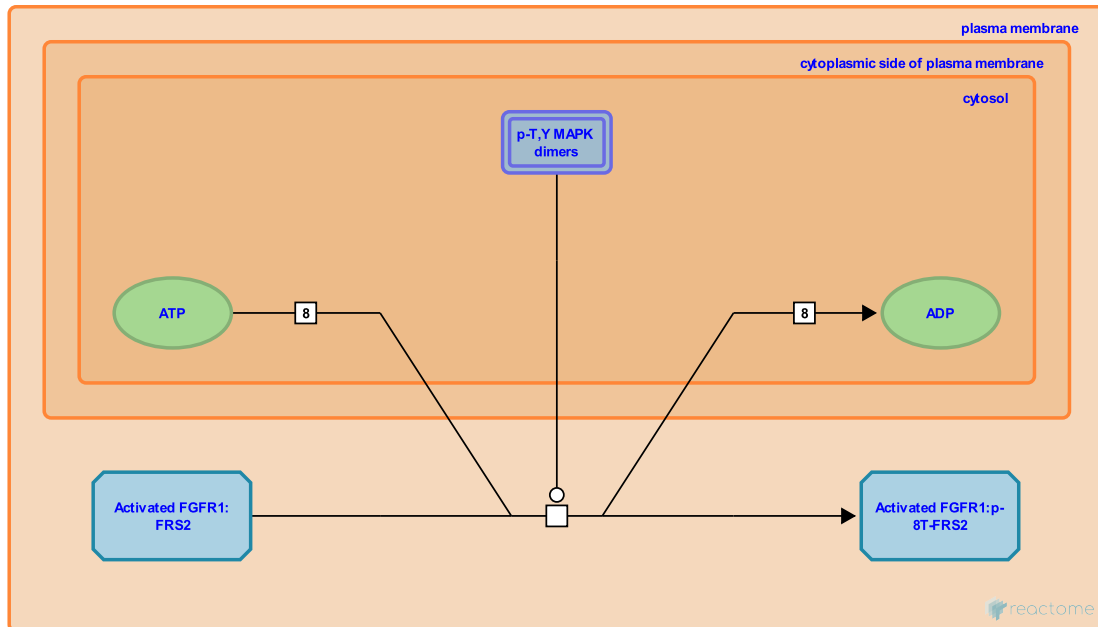 plasma membrane
cytoplasmic side of plasma membrane
cytosol
p-T,Y MAPK
dimers
ATP
8
8
ADP
Activated FGFR1:
FRS2
Activated FGFR1:p-
8T-FRS2
reactome